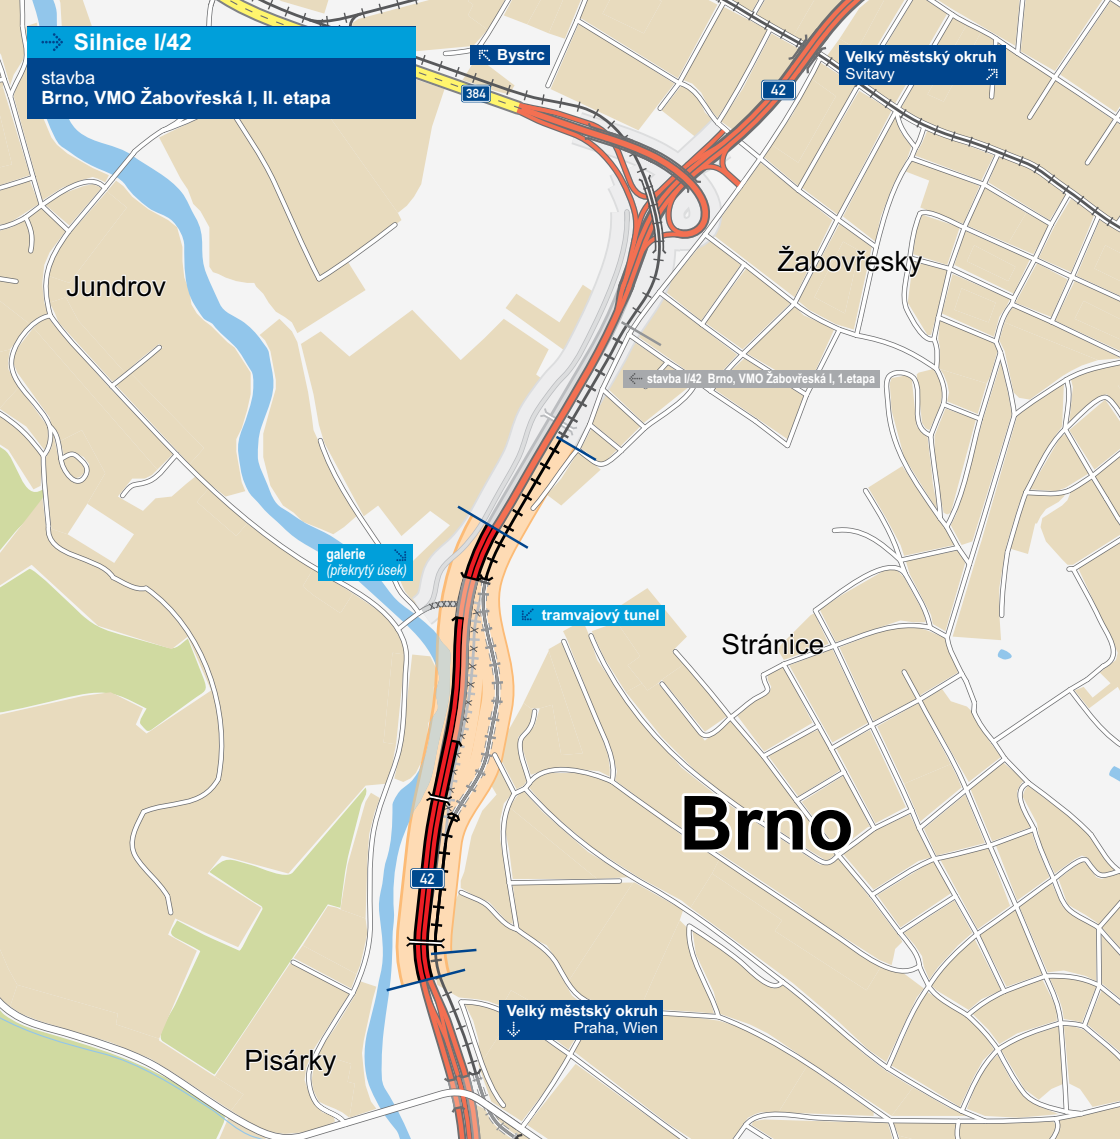 Silnice I/42
stavba
Brno, VMO Žabovřeská I, II. etapa
Bystrc
Velký městský okruh
Svitavy
384
42
Jundrov
Žabovřesky
stavba I/42 Brno, VMO Žabovřeská I, 1.etapa
galerie
(překrytý úsek)
tramvajový tunel
Stránice
Brno
42
Velký městský okruh
Praha, Wien
Pisárky